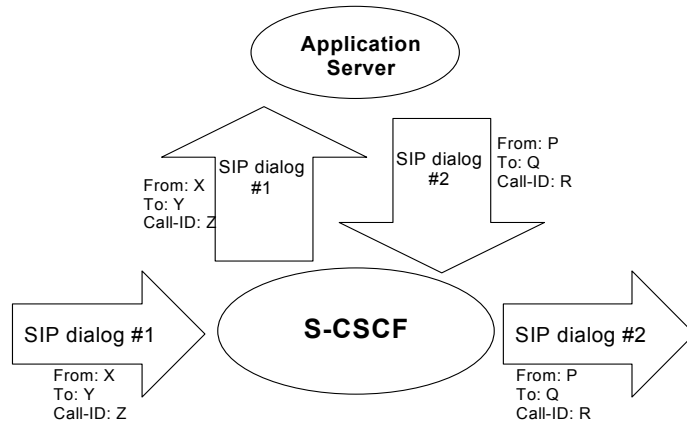 Application
Server
SIP dialog
#1
From: X
To: Y
Call-ID: Z
SIP dialog
#2
From: P
To: Q
Call-ID: R
SIP dialog #1
From: X
To: Y
Call-ID: Z
S-CSCF
SIP dialog #2
From: P
To: Q
Call-ID: R